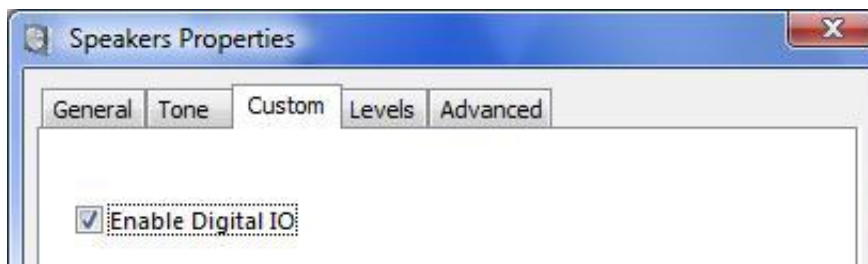 Speakers Properties
General Tone Custom Levels Advanced
Enable Digital IO